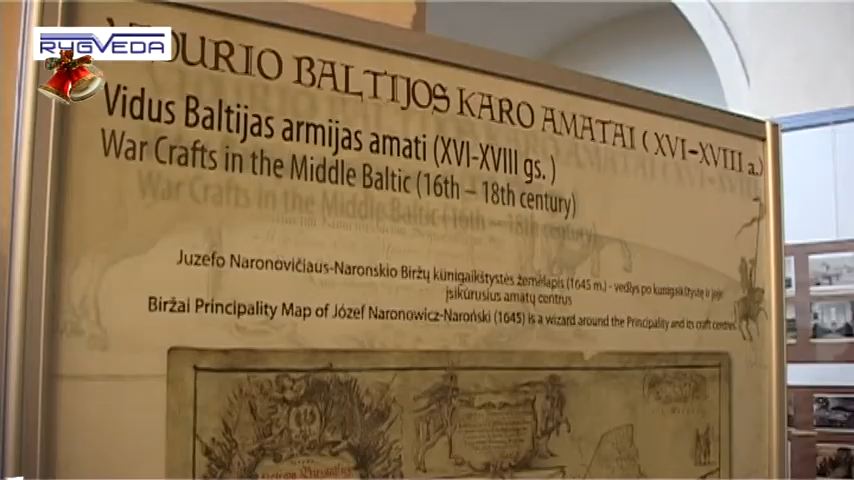 RYGVEDA
VIDURIO BALTIJOS KARO AMATAI (XVI-XVIII a.)
Vidus Baltijas armijas amati (XVI-XVIII gs.)
War Crafts in the Middle Baltic (16th – 18th century)
Juzefo Naronovičiaus-Naronskio Biržų kunigaikštystės žemėlapis (1645 m.) - vedlys po kunigaikštystę ir joje
įsikūrusius amatų centrus
Biržai Principality Map of Józef Naronowicz-Naroński (1645) is a wizard around the Principality and its craft centres